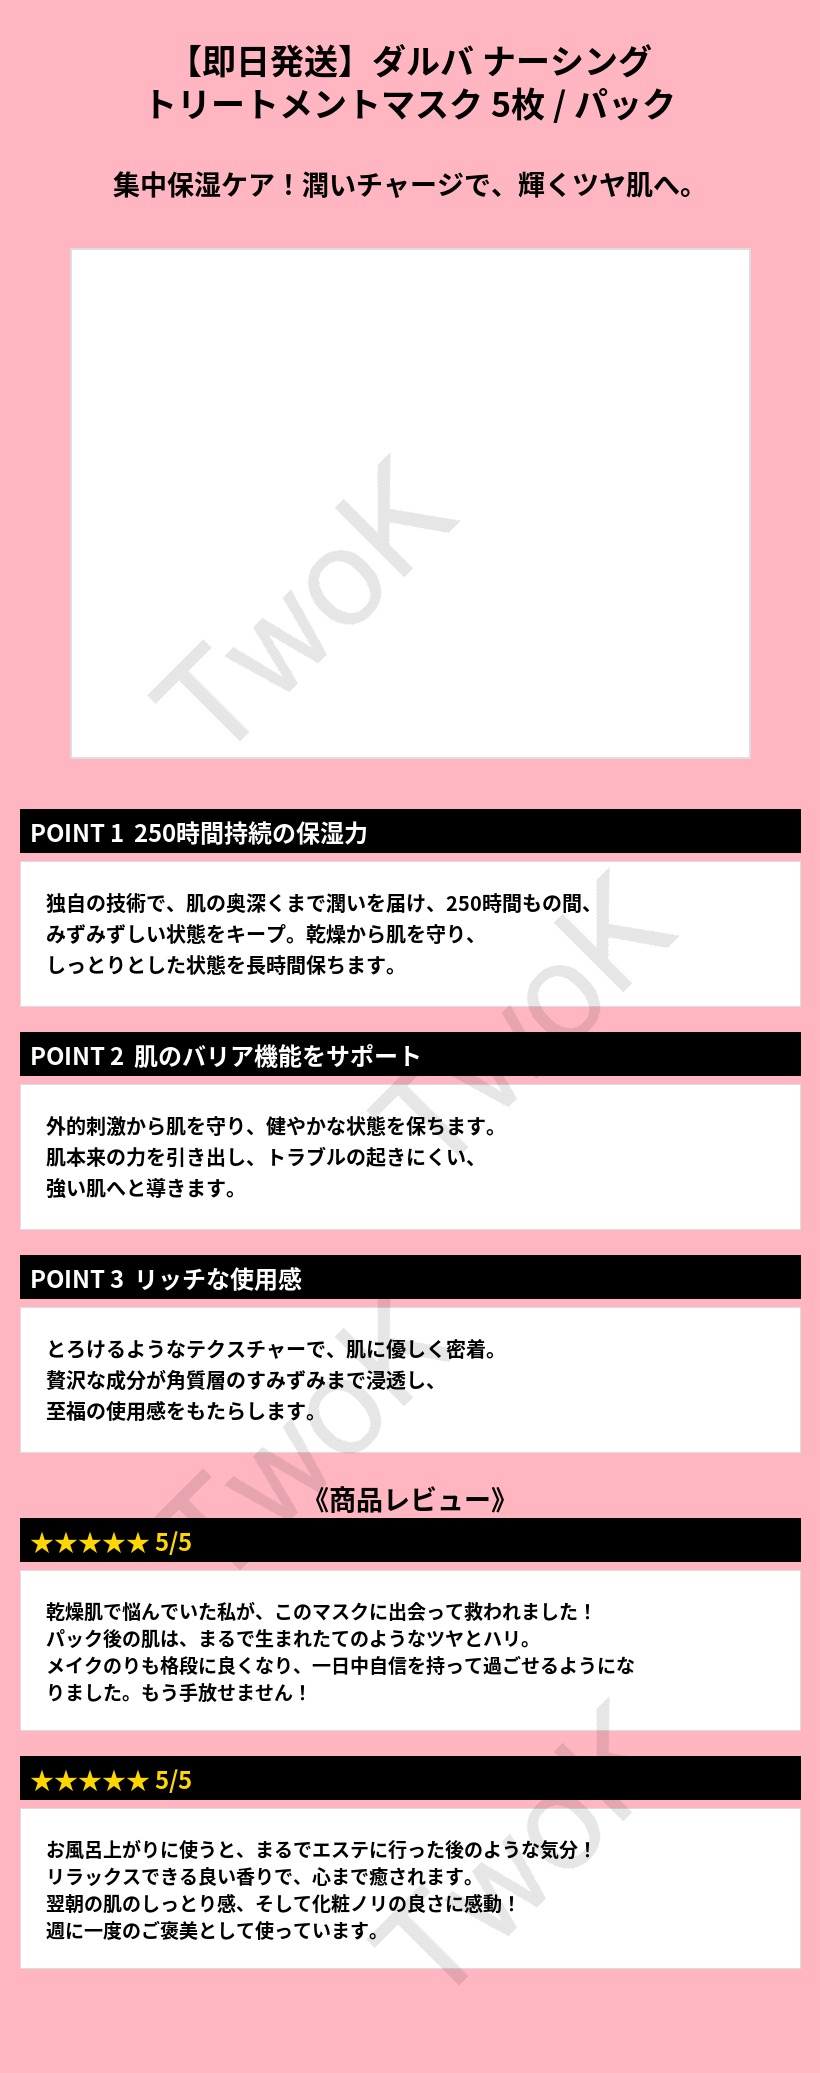 【即日発送】ダルバ ナーシング
トリートメントマスク 5枚 / パック
集中保湿ケア！潤いチャージで、輝くツヤ肌へ。
TwoK
POINT 1 250時間持続の保湿力
独自の技術で、肌の奥深くまで潤いを届け、250時間もの間、
みずみずしい状態をキープ。乾燥から肌を守り、
しっとりとした状態を長時間保ちます。
TwoK
POINT 2 肌のバリア機能をサポート
外的刺激から肌を守り、健やかな状態を保ちます。
肌本来の力を引き出し、トラブルの起きにくい、
強い肌へと導きます。
POINT 3 リッチな使用感
とろけるようなテクスチャーで、肌に優しく密着。
贅沢な成分が角質層のすみずみまで浸透し、
至福の使用感をもたらします。
TwoK
《商品レビュー》
★★★★★ 5/5
乾燥肌で悩んでいた私が、このマスクに出会って救われました！
パック後の肌は、まるで生まれたてのようなツヤとハリ。
メイクのりも格段に良くなり、一日中自信を持って過ごせるようにな
りました。もう手放せません！
★★★★★ 5/5
お風呂上がりに使うと、まるでエステに行った後のような気分！
リラックスできる良い香りで、心まで癒されます。
翌朝の肌のしっとり感、そして化粧ノリの良さに感動！
週に一度のご褒美として使っています。
TwoK